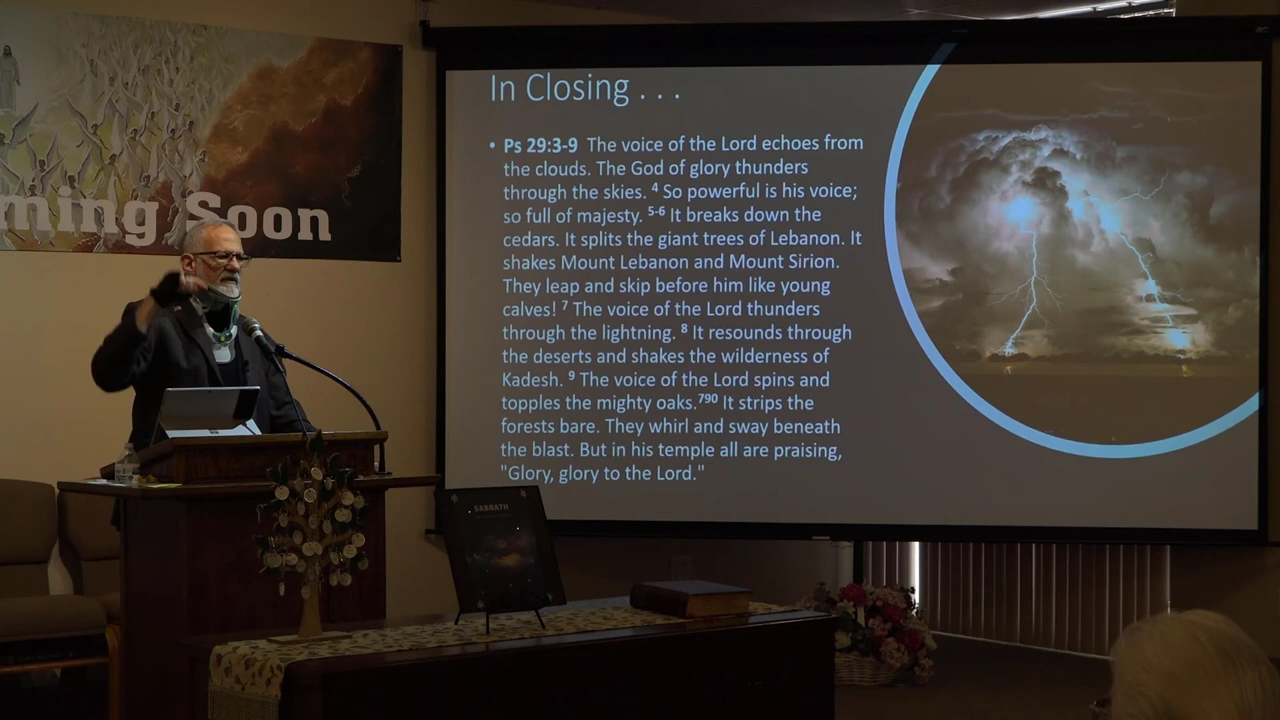 ming Soon
In Closing . . .
• Ps 29:3-9 The voice of the Lord echoes from
the clouds. The God of glory thunders
through the skies. 4 So powerful is his voice;
so full of majesty. 5-6 It breaks down the
cedars. It splits the giant trees of Lebanon. It
shakes Mount Lebanon and Mount Sirion.
They leap and skip before him like young
calves! 7 The voice of the Lord thunders
through the lightning. 8 It resounds through
the deserts and shakes the wilderness of
Kadesh. 9 The voice of the Lord spins and
topples the mighty oaks.790 It strips the
forests bare. They whirl and sway beneath
the blast. But in his temple all are praising,
"Glory, glory to the Lord."
SABBATH